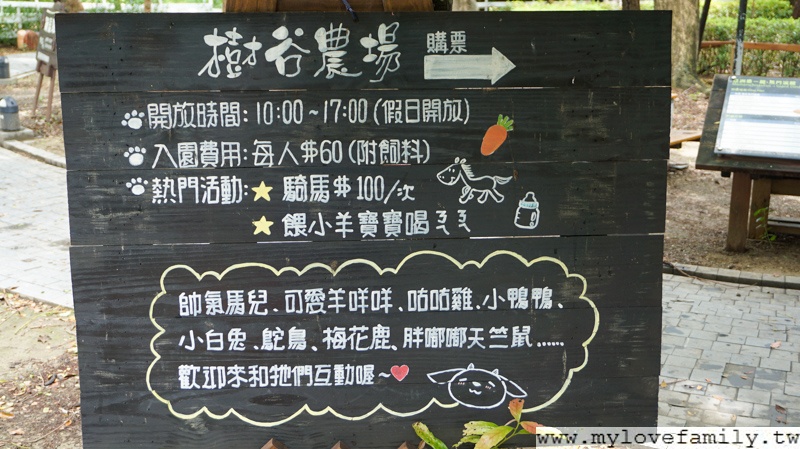 樹谷農場 購票
開放時間：10:00~17:00(假日開放)
入園費用：每人$60(附飼料)
熱門活動：★ 騎馬$100/次
★ 餵小羊寶寶喝ㄋㄋ
帥氣馬兒、可愛羊咩咩、咕咕雞、小鴨鴨、
小白兔、鴕鳥、梅花鹿、胖嘟嘟天竺鼠......
歡迎來和牠們互動喔~♥
www.mylovefamily.tw